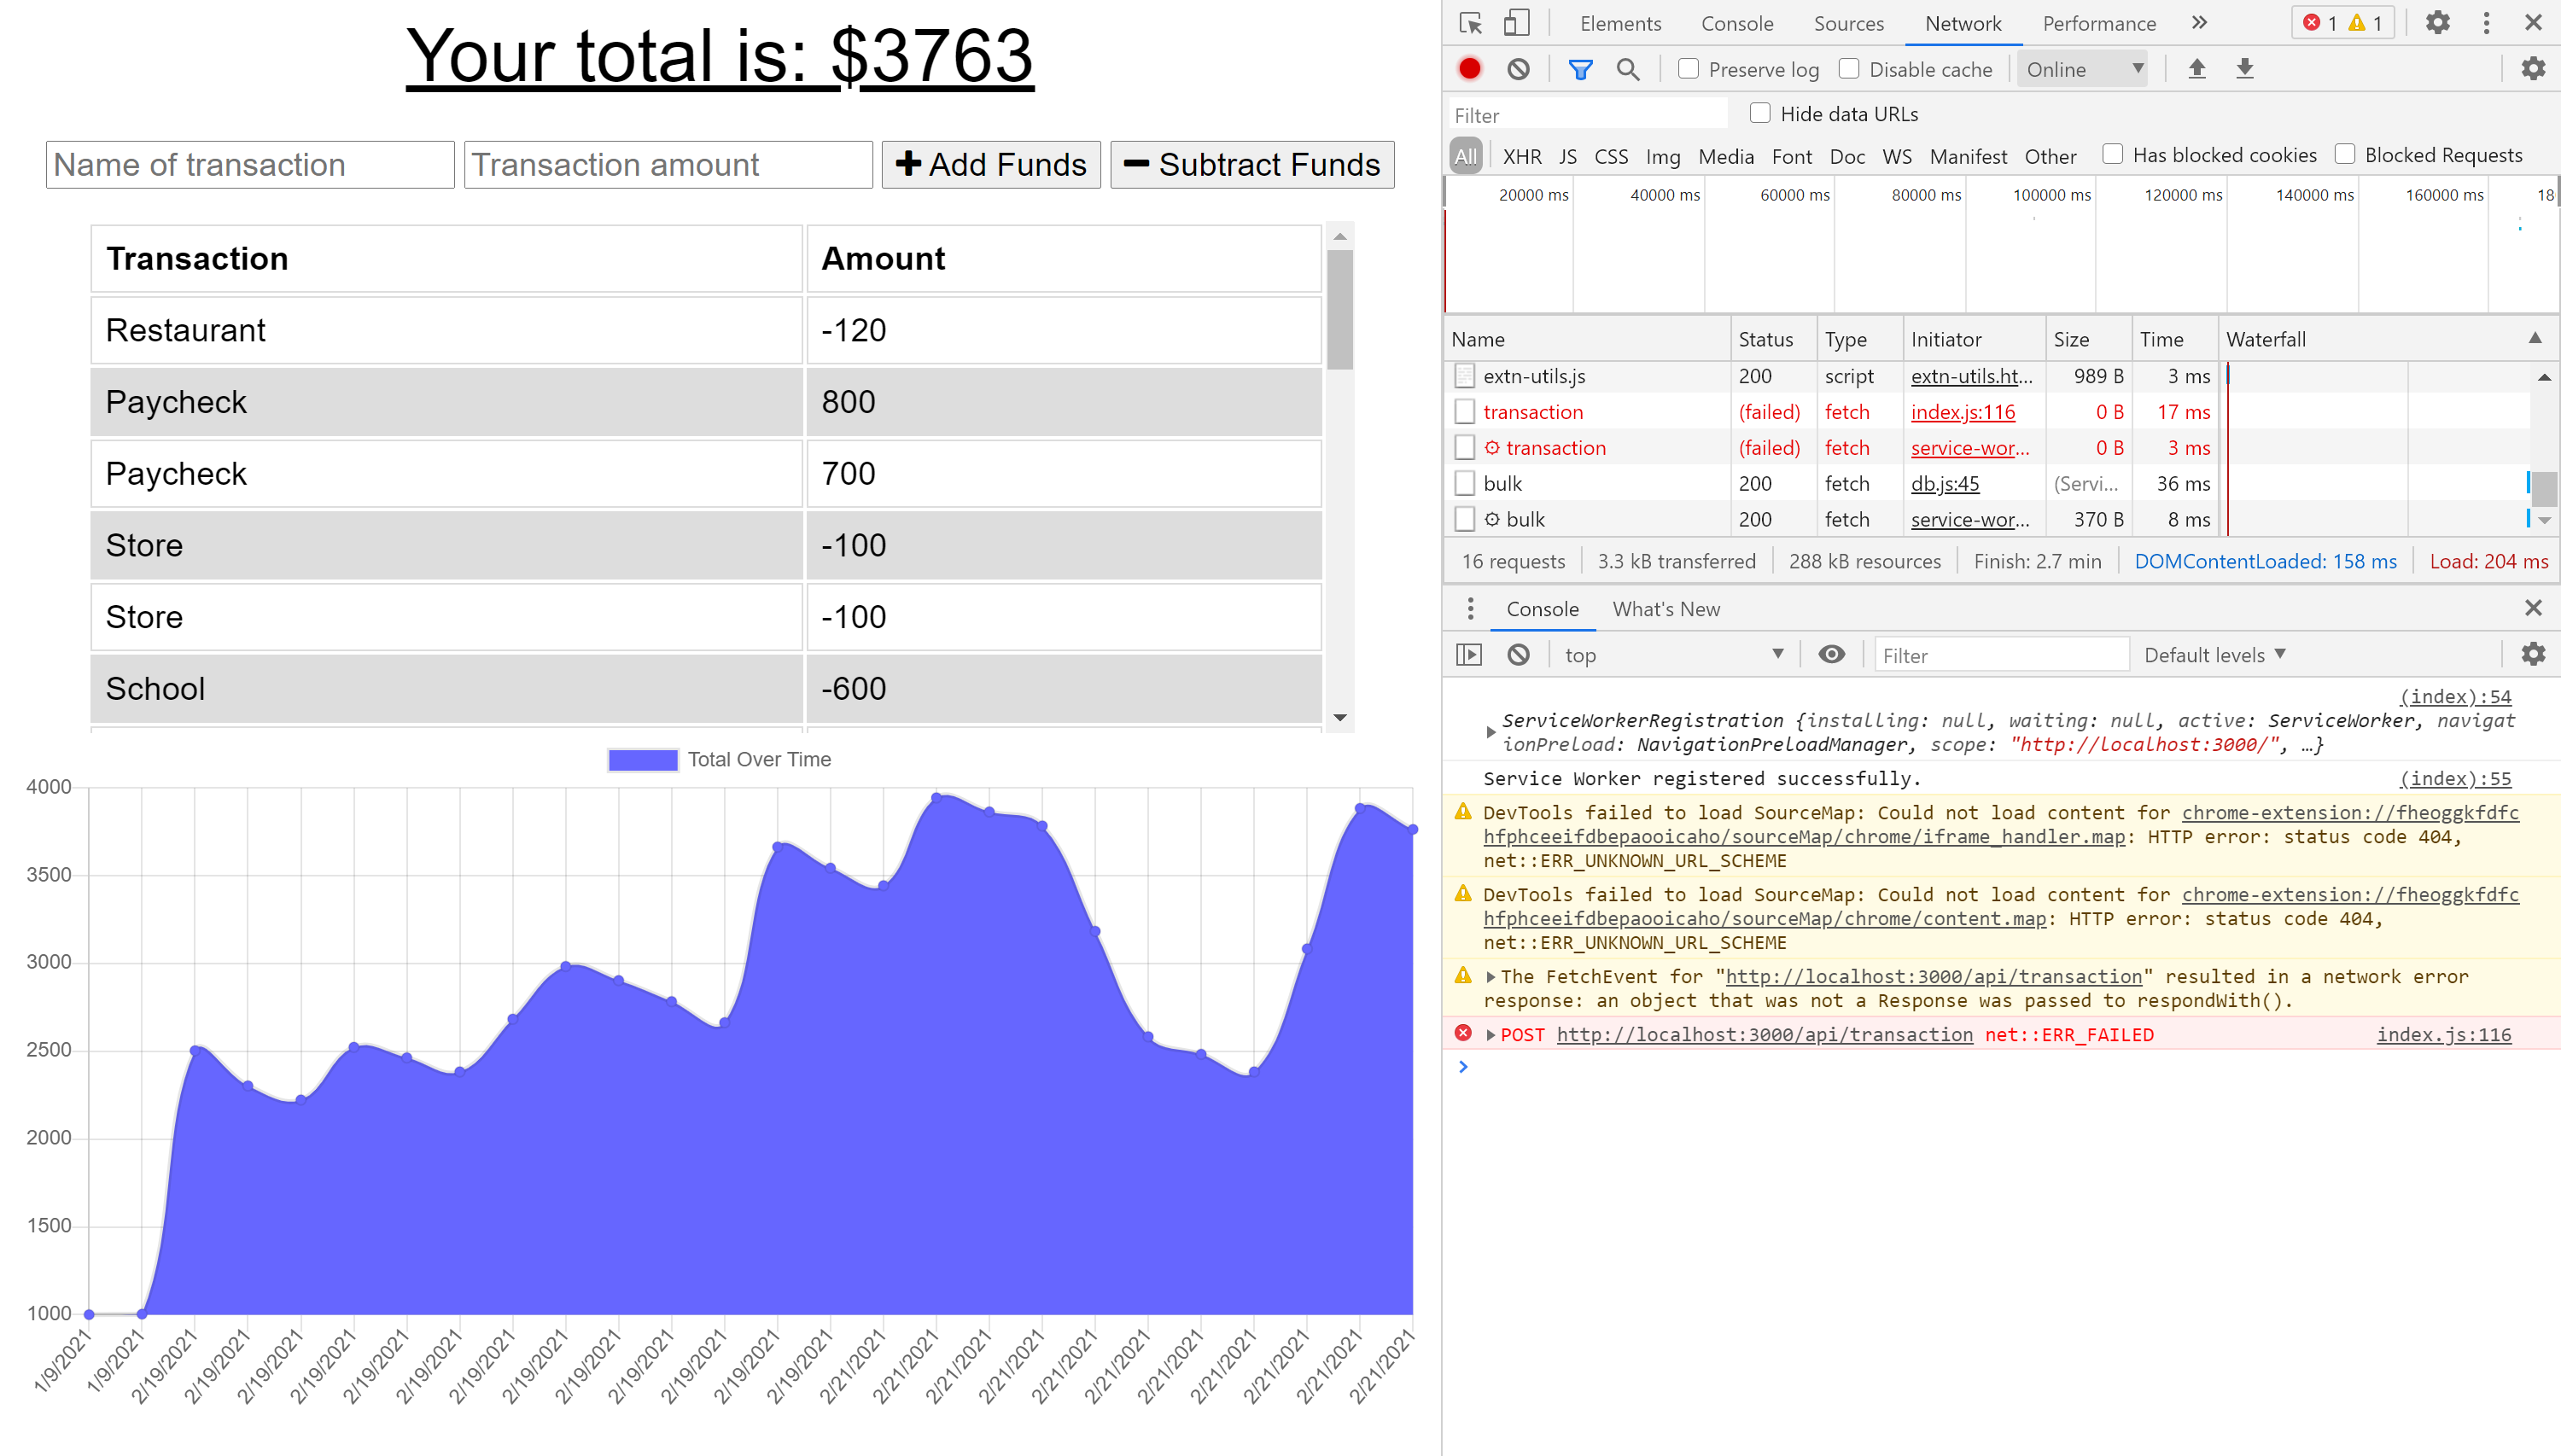 Your total is: $3763
Name of transaction Transaction amount Add Funds Subtract Funds
Transaction Amount
Restaurant -120
Paycheck 800
Paycheck 700
Store -100
Store -100
School -600
Total Over Time
4000
3500
3000
2500
2000
1500
1000
1/9/2021 1/9/2021 2/19/2021 2/19/2021 2/19/2021 2/19/2021 2/19/2021 2/19/2021 2/19/2021 2/19/2021 2/19/2021 2/19/2021 2/19/2021 2/19/2021 2/19/2021 2/21/2021 2/21/2021 2/21/2021 2/21/2021 2/21/2021 2/21/2021 2/21/2021 2/21/2021 2/21/2021 2/21/2021 2/21/2021
Elements Console Sources Network Performance » 1 1
Preserve log Disable cache Online
Filter Hide data URLs
All XHR JS CSS Img Media Font Doc WS Manifest Other Has blocked cookies Blocked Requests
20000 ms 40000 ms 60000 ms 80000 ms 100000 ms 120000 ms 140000 ms 160000 ms 18
Name Status Type Initiator Size Time Waterfall
extn-utils.js 200 script extn-utils.ht... 989 B 3 ms
transaction (failed) fetch index.js:116 0 B 17 ms
transaction (failed) fetch service-wor... 0 B 3 ms
bulk 200 fetch db.js:45 (Servi... 36 ms
bulk 200 fetch service-wor... 370 B 8 ms
16 requests 3.3 kB transferred 288 kB resources Finish: 2.7 min DOMContentLoaded: 158 ms Load: 204 ms
Console What's New
top Filter Default levels
(index):54
ServiceWorkerRegistration {installing: null, waiting: null, active: ServiceWorker, navigat
ionPreload: NavigationPreloadManager, scope: "http://localhost:3000/", …}
Service Worker registered successfully. (index):55
DevTools failed to load SourceMap: Could not load content for chrome-extension://fheoggkfdfc
hfphceeifdbepaooicaho/sourceMap/chrome/iframe_handler.map: HTTP error: status code 404,
net::ERR_UNKNOWN_URL_SCHEME
DevTools failed to load SourceMap: Could not load content for chrome-extension://fheoggkfdfc
hfphceeifdbepaooicaho/sourceMap/chrome/content.map: HTTP error: status code 404,
net::ERR_UNKNOWN_URL_SCHEME
The FetchEvent for "http://localhost:3000/api/transaction" resulted in a network error
response: an object that was not a Response was passed to respondWith().
POST http://localhost:3000/api/transaction net::ERR_FAILED index.js:116